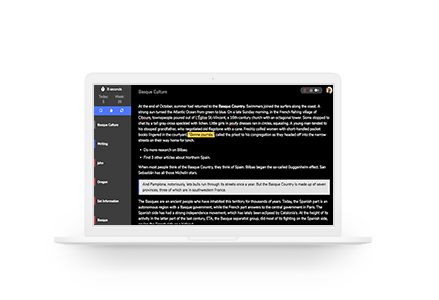 9 seconds
Today:
Week:
Basque Culture
Writing
John
Oregon
Get Information
Basque
Basque Culture
At the end of October, summer had returned to the Basque Country. Swimmers joined the surfers along the coast. A
strong sun turned the Atlantic Ocean from green to blue. On a late Sunday morning, in the French fishing village of
Ciboure, townspeople poured out of L'Église St-Vincent, a 16th-century church with an octagonal tower. Some stopped to
chat by a tall gray cross speckled with lichen. Little girls in poufy dresses ran in circles, squealing. A young man tended to
his stooped grandfather, who negotiated old flagstone with a cane. Freshly coifed women with short-handled pocket
books lingered in the courtyard. called the priest to his congregation as they headed off into the narrow
streets on their way home for lunch.
• Do more research on Bilbao.
• Find 3 other articles about Northern Spain.
When most people think of the Basque Country, they think of Spain. Bilbao began the so-called Guggenheim effect. San
Sebastián has all those Michelin stars.
And Pamplona, notoriously, lets bulls run through its streets once a year. But the Basque Country is made up of seven
provinces, three of which are in southwestern France.
The Basques are an ancient people who have inhabited this territory for thousands of years. Today, the Spanish part is an
autonomous region with a Basque government, while the French part answers to the central government in Paris. The
Spanish side has had a strong independence movement, which has lately been eclipsed by Catalonia's. At the height of its
activity in the latter part of the last century, ETA, the Basque separatist group, did most of its fighting on the Spanish side,